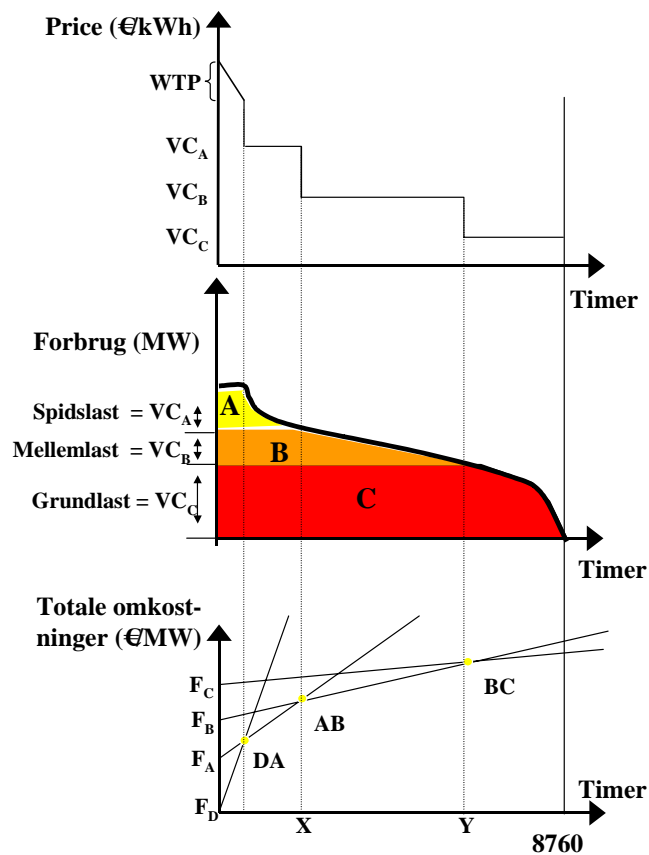 Price (€/kWh)
WTP
VC_A
VC_B
VC_C
Timer
Forbrug (MW)
A
Spidslast = VC_A
B
Mellemlast = VC_B
C
Grundlast = VC_C
Timer
Totale omkost-
ninger (€/MW)
F_C
BC
F_B
AB
F_A
DA
F_D
Timer
X
Y
8760